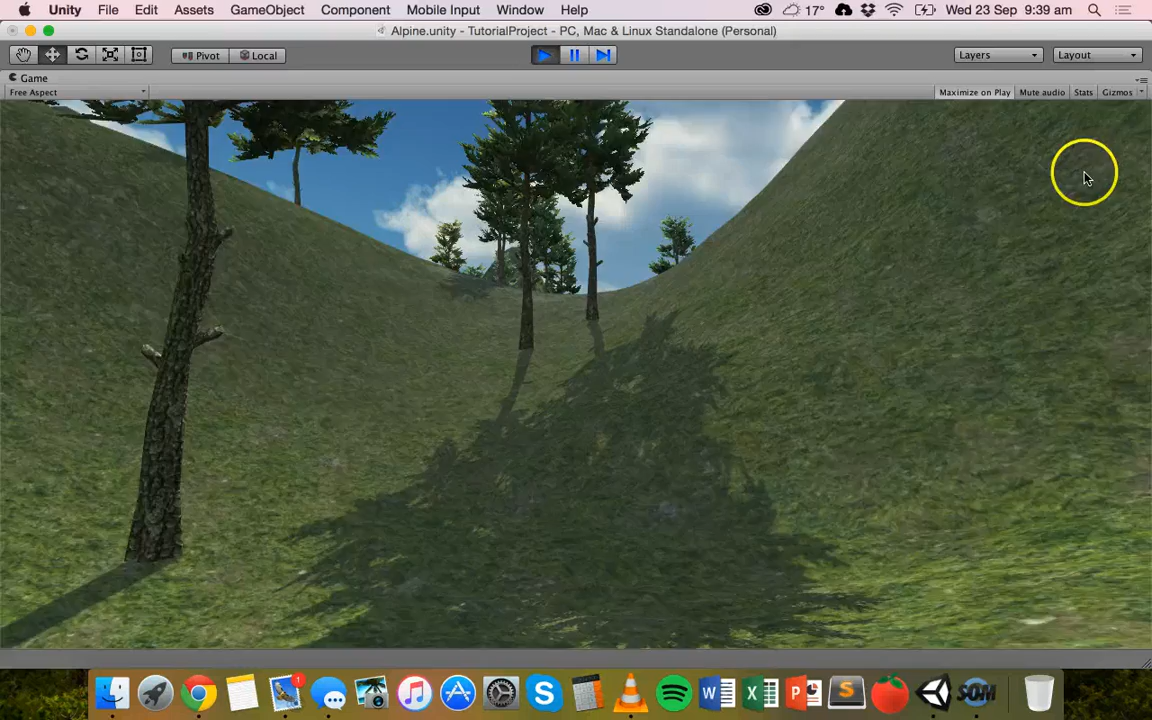 Unity File Edit Assets GameObject Component Mobile Input Window Help 17° Wed 23 Sep 9:39 am
Alpine.unity - TutorialProject - PC, Mac & Linux Standalone (Personal)
Pivot Local Layers Layout
Game
Free Aspect Maximize on Play Mute audio Stats Gizmos
1 SOM